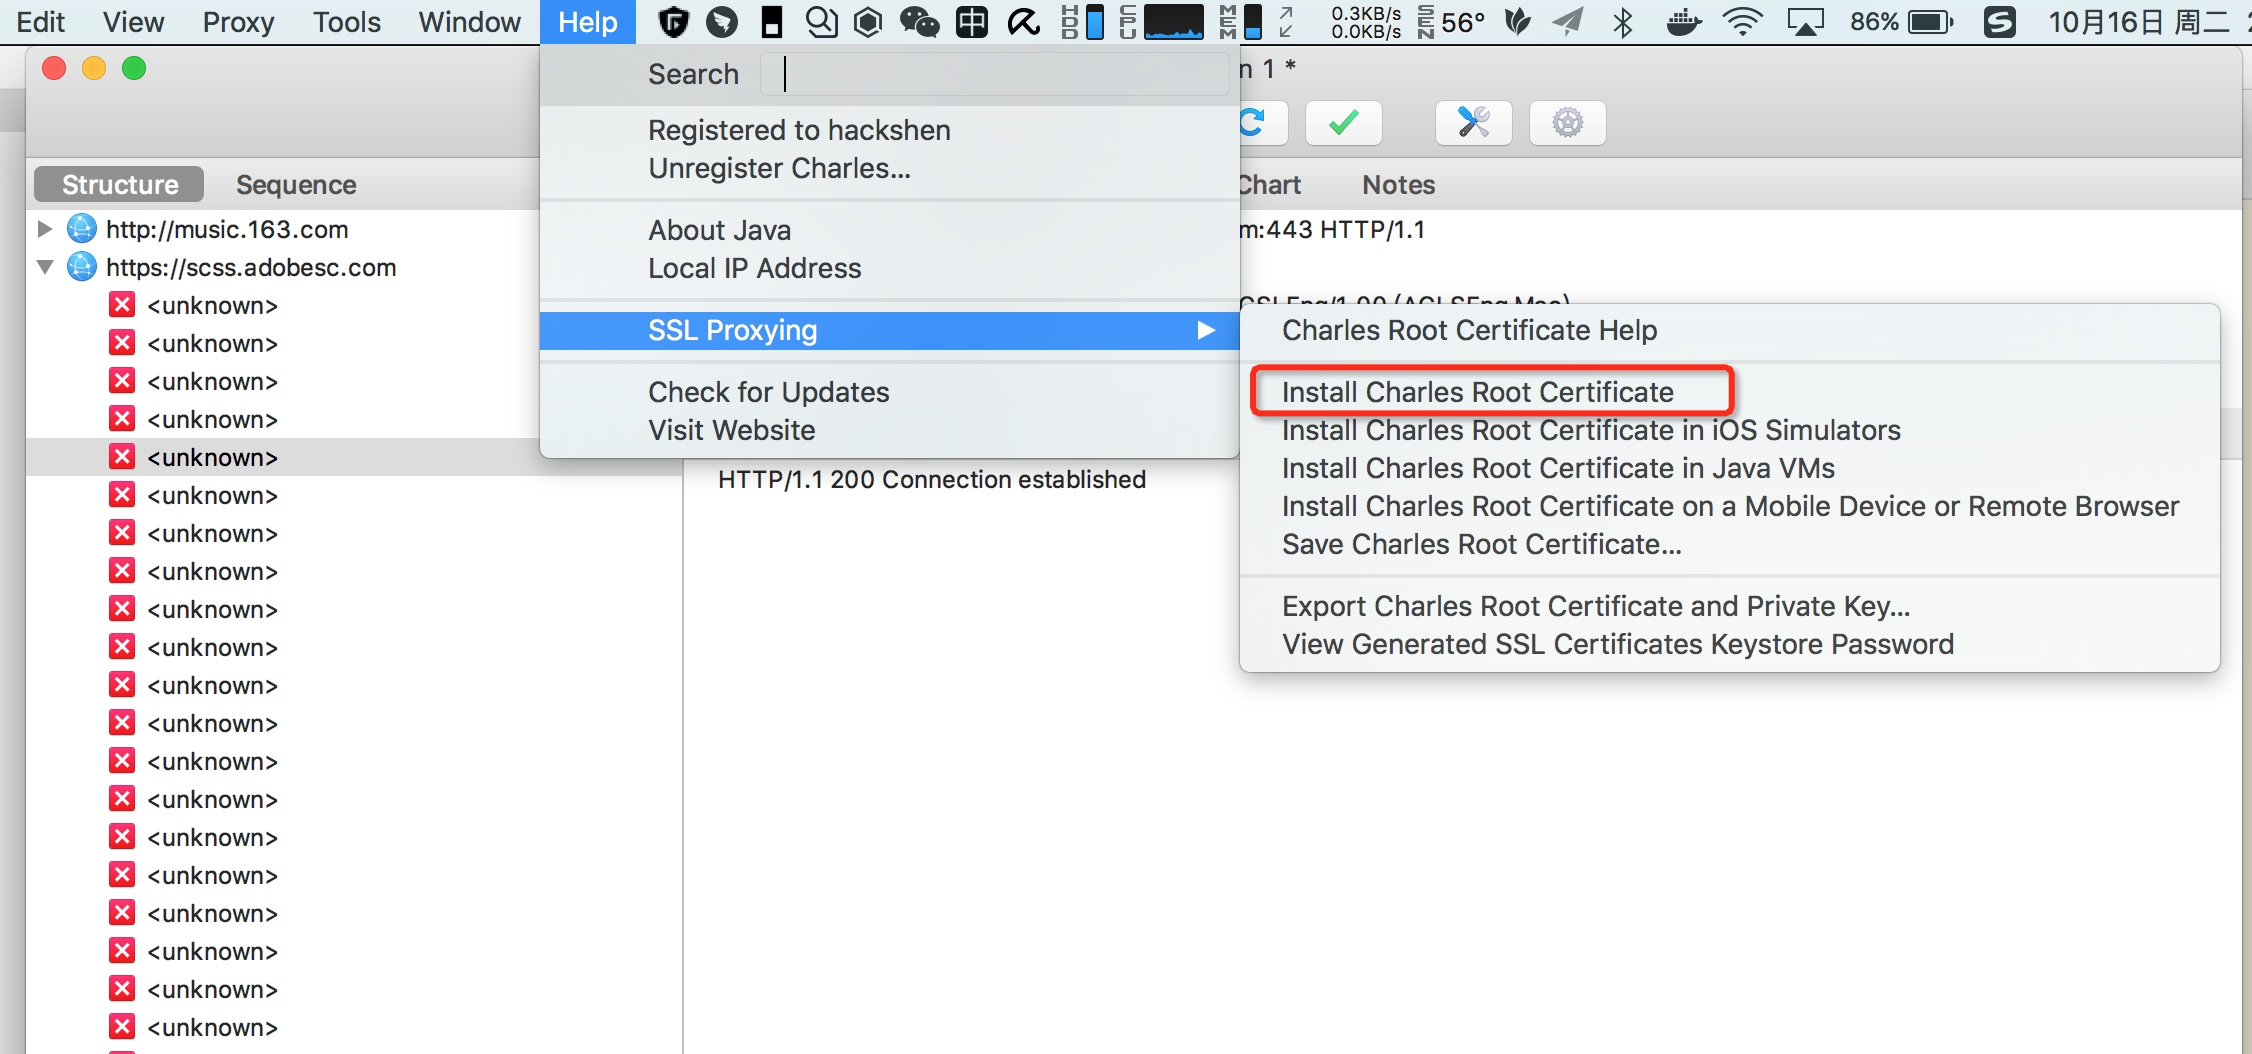 Edit View Proxy Tools Window Help 中 HDD CPU MEM 0.3KB/s 0.0KB/s SEN 56° 86% 10月16日 周二
Search
n 1 *
Registered to hackshen
Unregister Charles...
Structure Sequence
Chart Notes
http://music.163.com
About Java
m:443 HTTP/1.1
https://scss.adobesc.com
Local IP Address
<unknown>
SSL Proxying
Charles Root Certificate Help
<unknown>
<unknown>
Check for Updates
Install Charles Root Certificate
<unknown>
Visit Website
Install Charles Root Certificate in iOS Simulators
<unknown>
Install Charles Root Certificate in Java VMs
HTTP/1.1 200 Connection established
<unknown>
Install Charles Root Certificate on a Mobile Device or Remote Browser
<unknown>
Save Charles Root Certificate...
<unknown>
<unknown>
Export Charles Root Certificate and Private Key...
<unknown>
View Generated SSL Certificates Keystore Password
<unknown>
<unknown>
<unknown>
<unknown>
<unknown>
<unknown>
<unknown>
<unknown>
<unknown>
<unknown>